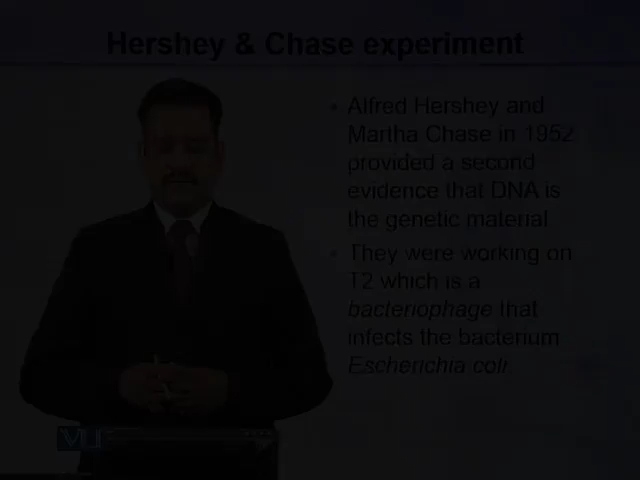 Hershey & Chase experiment
• Alfred Hershey and
Martha Chase in 1952
provided a second
evidence that DNA is
the genetic material
• They were working on
T2 which is a
bacteriophage that
infects the bacterium
Escherichia coli
VU